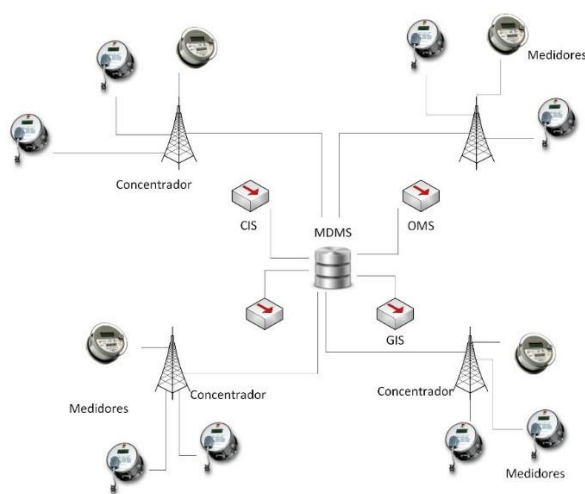 Medidores
Concentrador
CIS
MDMS
OMS
GIS
Concentrador
Concentrador
Medidores
Medidores